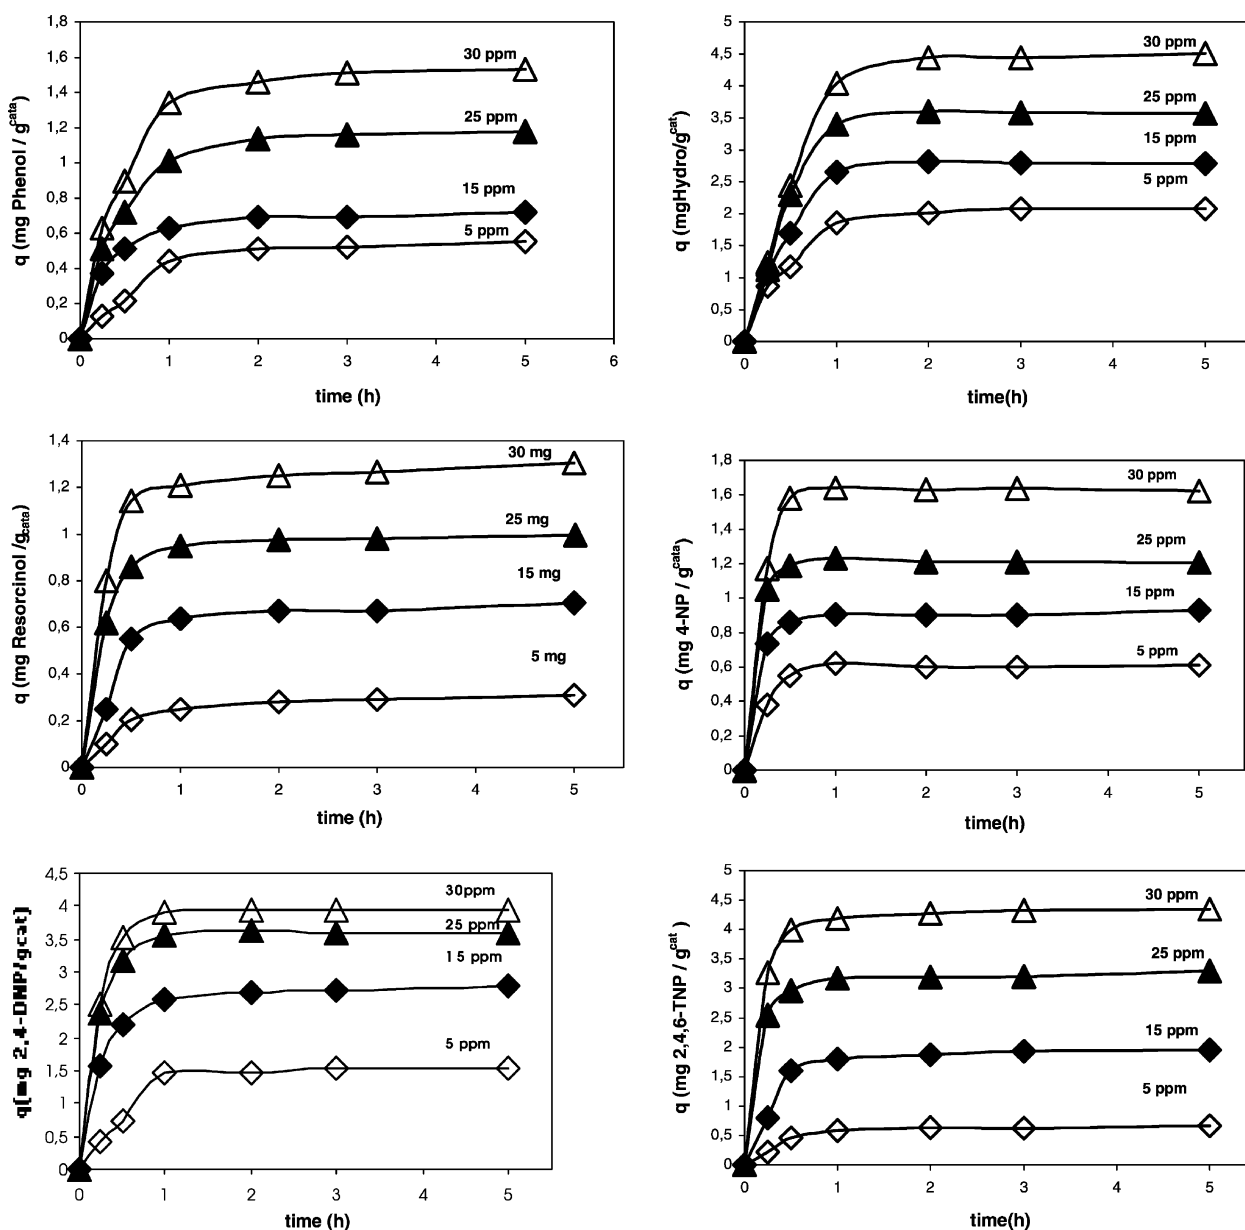 1,8
1,6
1,4
1,2
1
0,8
0,6
0,4
0,2
0
q (mg Phenol / gcata)
30 ppm
25 ppm
15 ppm
5 ppm
0 1 2 3 4 5 6
time (h)
5
4,5
4
3,5
3
2,5
2
1,5
1
0,5
0
q (mgHydro/gcat)
30 ppm
25 ppm
15 ppm
5 ppm
0 1 2 3 4 5
time(h)
1,4
1,2
1
0,8
0,6
0,4
0,2
0
q (mg Resorcinol /gcata)
30 mg
25 mg
15 mg
5 mg
0 1 2 3 4 5
time (h)
1,8
1,6
1,4
1,2
1
0,8
0,6
0,4
0,2
0
q (mg 4-NP / gcata)
30 ppm
25 ppm
15 ppm
5 ppm
0 1 2 3 4 5
time(h)
4,5
4
3,5
3
2,5
2
1,5
1
0,5
0
q(mg 2,4-DNP/gcat)
30ppm
25 ppm
15 ppm
5 ppm
0 1 2 3 4 5
time (h)
5
4,5
4
3,5
3
2,5
2
1,5
1
0,5
0
q (mg 2,4,6-TNP / gcat)
30 ppm
25 ppm
15 ppm
5 ppm
0 1 2 3 4 5
time(h)